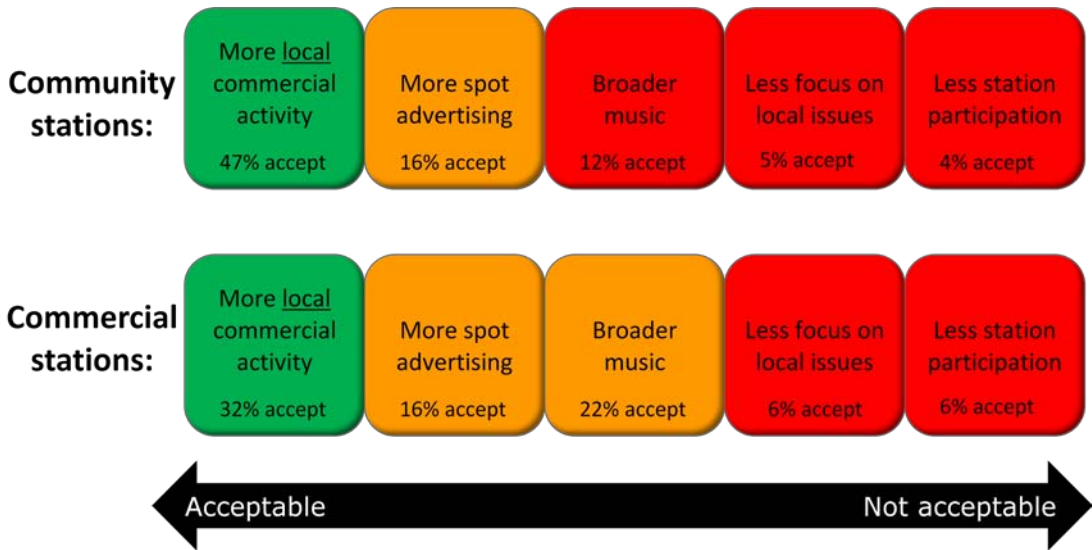 Community
stations:
More local
commercial
activity
47% accept
More spot
advertising
16% accept
Broader
music
12% accept
Less focus on
local issues
5% accept
Less station
participation
4% accept
Commercial
stations:
More local
commercial
activity
32% accept
More spot
advertising
16% accept
Broader
music
22% accept
Less focus on
local issues
6% accept
Less station
participation
6% accept
Acceptable
Not acceptable